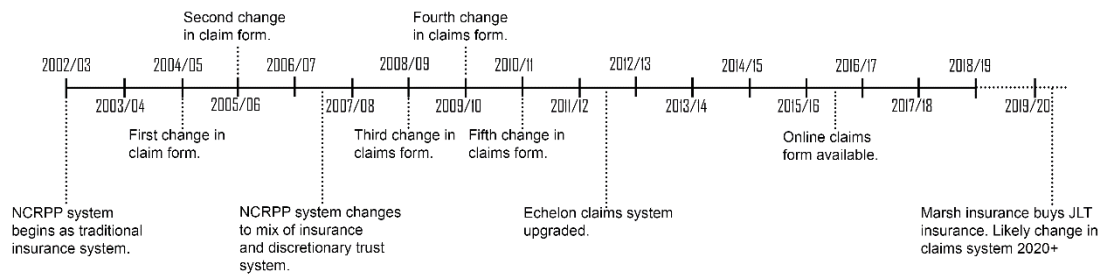 Second change
in claim form.
Fourth change
in claims form.
2002/03
2004/05
2006/07
2008/09
2010/11
2012/13
2014/15
2016/17
2018/19
2003/04
2005/06
2007/08
2009/10
2011/12
2013/14
2015/16
2017/18
2019/20
First change in
claim form.
Third change in
claims form.
Fifth change in
claims form.
Online claims
form available.
NCRPP system
begins as traditional
insurance system.
NCRPP system changes
to mix of insurance
and discretionary trust
system.
Echelon claims system
upgraded.
Marsh insurance buys JLT
insurance. Likely change in
claims system 2020+